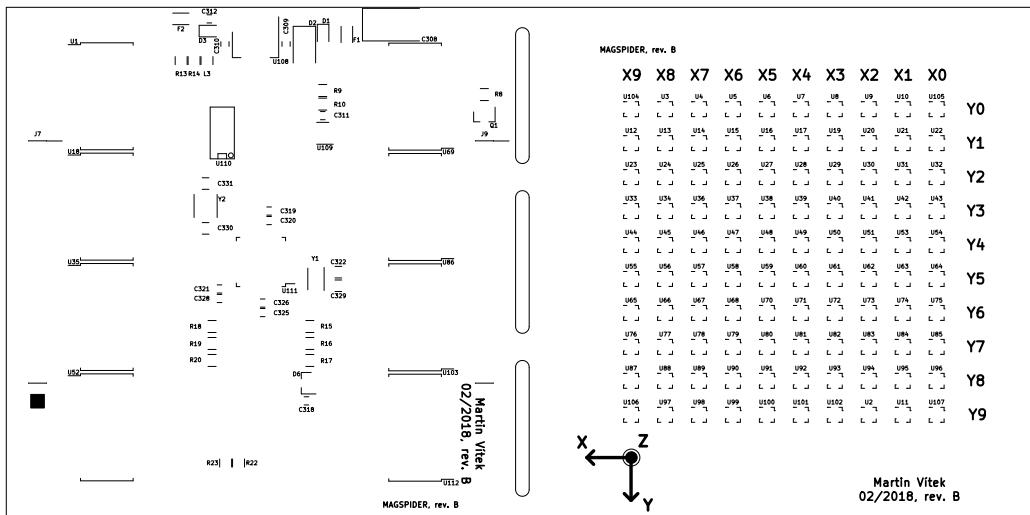 C312
F2
D3
C310
C309
D2
D1
F1
C308
U1
U108
R13
R14
L3
R9
R10
C311
R8
Q1
J7
J9
U18
U110
U109
U69
C331
Y2
C319
C320
C330
U35
Y1
C322
U86
U111
C329
C321
C328
C326
C325
R18
R15
R19
R16
R20
R17
U52
D6
U103
C318
Martin Vítek
02/2018, rev. B
R23
R22
U112
MAGSPIDER, rev. B
MAGSPIDER, rev. B
X9 X8 X7 X6 X5 X4 X3 X2 X1 X0
U104 U3 U4 U5 U6 U7 U8 U9 U10 U105
Y0
U12 U13 U14 U15 U16 U17 U19 U20 U21 U22
Y1
U23 U24 U25 U26 U27 U28 U29 U30 U31 U32
Y2
U33 U34 U36 U37 U38 U39 U40 U41 U42 U43
Y3
U44 U45 U46 U47 U48 U49 U50 U51 U53 U54
Y4
U55 U56 U57 U58 U59 U60 U61 U62 U63 U64
Y5
U65 U66 U67 U68 U70 U71 U72 U73 U74 U75
Y6
U76 U77 U78 U79 U80 U81 U82 U83 U84 U85
Y7
U87 U88 U89 U90 U91 U92 U93 U94 U95 U96
Y8
U106 U97 U98 U99 U100 U101 U102 U2 U11 U107
Y9
X
Z
Y
Martin Vítek
02/2018, rev. B